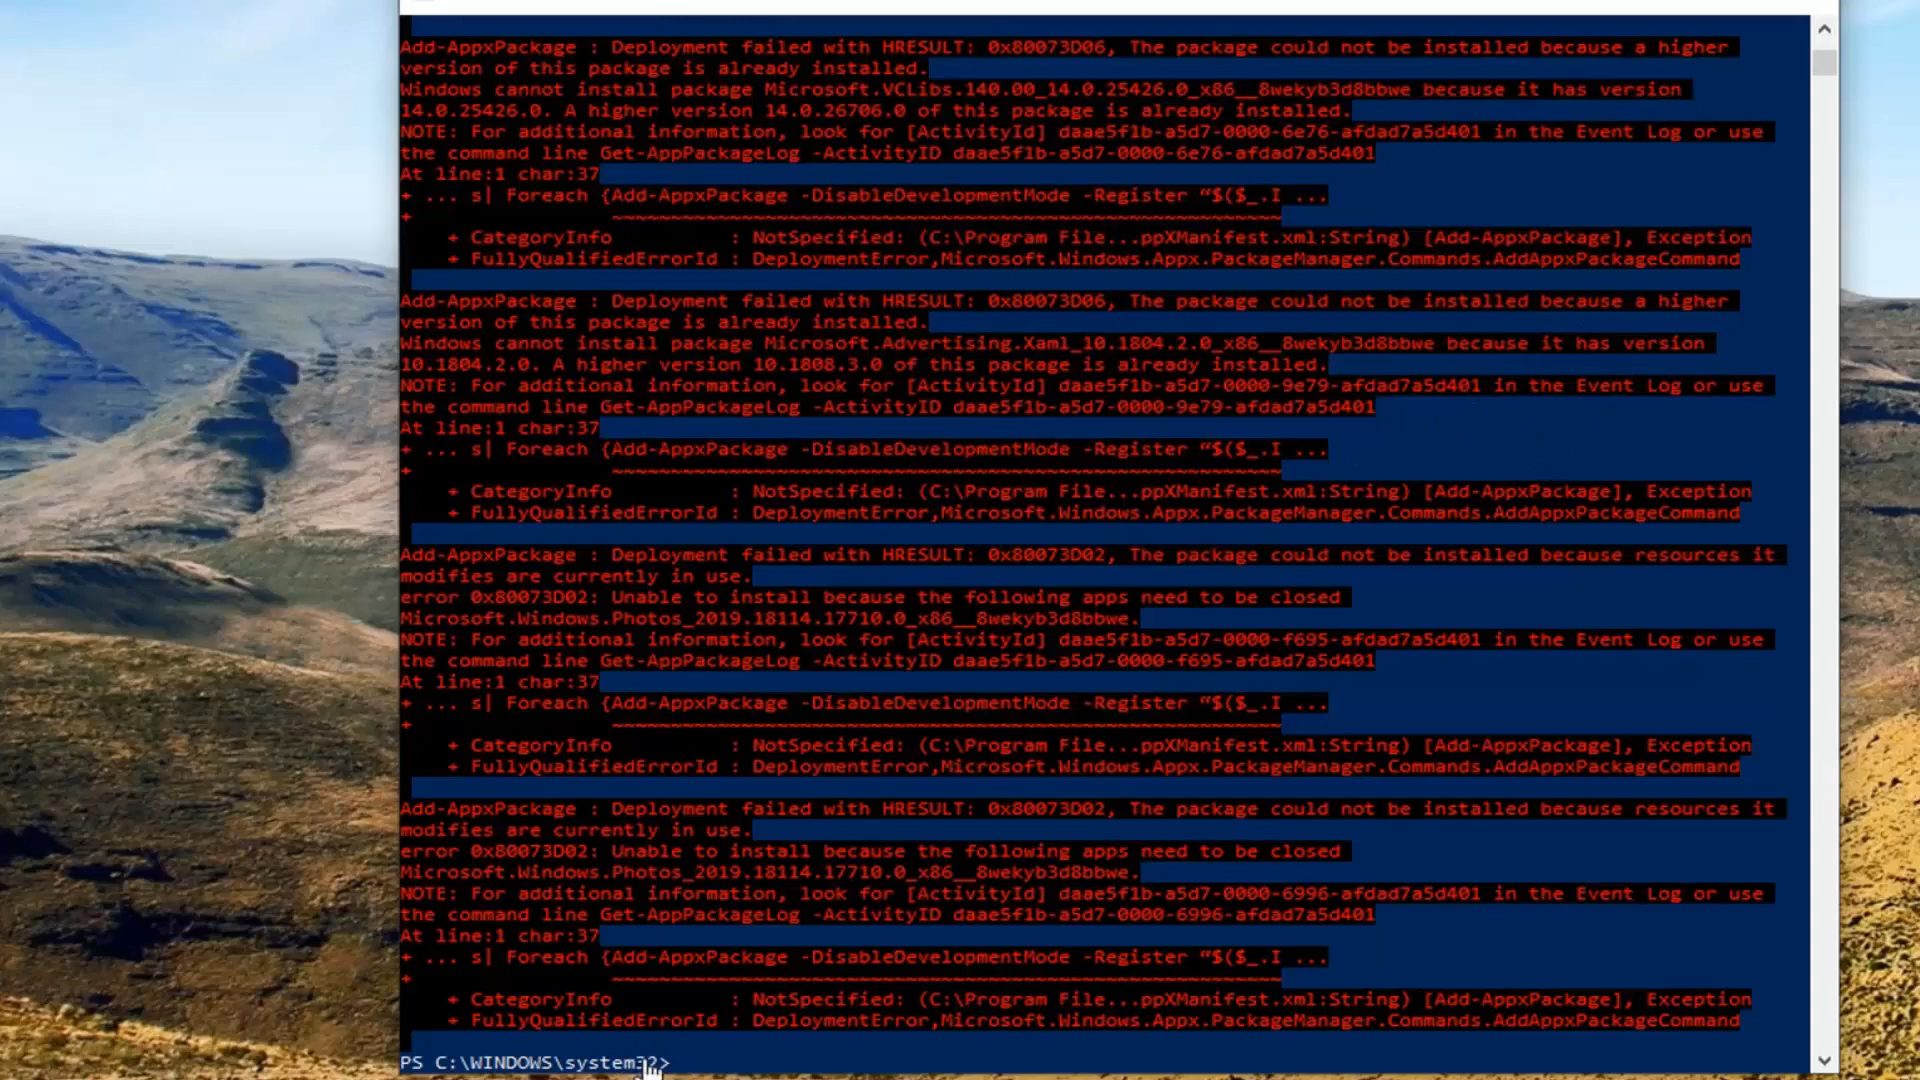 Add-AppxPackage : Deployment failed with HRESULT: 0x80073D06, The package could not be installed because a higher
version of this package is already installed.
Windows cannot install package Microsoft.VCLibs.140.00_14.0.25426.0_x86__8wekyb3d8bbwe because it has version
14.0.25426.0. A higher version 14.0.26706.0 of this package is already installed.
NOTE: For additional information, look for [ActivityId] daae5f1b-a5d7-0000-6e76-afdad7a5d401 in the Event Log or use
the command line Get-AppPackageLog -ActivityID daae5f1b-a5d7-0000-6e76-afdad7a5d401
At line:1 char:37
+ ... s| Foreach {Add-AppxPackage -DisableDevelopmentMode -Register “$($_.I ...
+                 ~~~~~~~~~~~~~~~~~~~~~~~~~~~~~~~~~~~~~~~~~~~~~~~~~~~~~~~~~
    + CategoryInfo          : NotSpecified: (C:\Program File...ppXManifest.xml:String) [Add-AppxPackage], Exception
    + FullyQualifiedErrorId : DeploymentError,Microsoft.Windows.Appx.PackageManager.Commands.AddAppxPackageCommand
Add-AppxPackage : Deployment failed with HRESULT: 0x80073D06, The package could not be installed because a higher
version of this package is already installed.
Windows cannot install package Microsoft.Advertising.Xaml_10.1804.2.0_x86__8wekyb3d8bbwe because it has version
10.1804.2.0. A higher version 10.1808.3.0 of this package is already installed.
NOTE: For additional information, look for [ActivityId] daae5f1b-a5d7-0000-9e79-afdad7a5d401 in the Event Log or use
the command line Get-AppPackageLog -ActivityID daae5f1b-a5d7-0000-9e79-afdad7a5d401
At line:1 char:37
+ ... s| Foreach {Add-AppxPackage -DisableDevelopmentMode -Register “$($_.I ...
+                 ~~~~~~~~~~~~~~~~~~~~~~~~~~~~~~~~~~~~~~~~~~~~~~~~~~~~~~~~~
    + CategoryInfo          : NotSpecified: (C:\Program File...ppXManifest.xml:String) [Add-AppxPackage], Exception
    + FullyQualifiedErrorId : DeploymentError,Microsoft.Windows.Appx.PackageManager.Commands.AddAppxPackageCommand
Add-AppxPackage : Deployment failed with HRESULT: 0x80073D02, The package could not be installed because resources it
modifies are currently in use.
error 0x80073D02: Unable to install because the following apps need to be closed
Microsoft.Windows.Photos_2019.18114.17710.0_x86__8wekyb3d8bbwe.
NOTE: For additional information, look for [ActivityId] daae5f1b-a5d7-0000-f695-afdad7a5d401 in the Event Log or use
the command line Get-AppPackageLog -ActivityID daae5f1b-a5d7-0000-f695-afdad7a5d401
At line:1 char:37
+ ... s| Foreach {Add-AppxPackage -DisableDevelopmentMode -Register “$($_.I ...
+                 ~~~~~~~~~~~~~~~~~~~~~~~~~~~~~~~~~~~~~~~~~~~~~~~~~~~~~~~~~
    + CategoryInfo          : NotSpecified: (C:\Program File...ppXManifest.xml:String) [Add-AppxPackage], Exception
    + FullyQualifiedErrorId : DeploymentError,Microsoft.Windows.Appx.PackageManager.Commands.AddAppxPackageCommand
Add-AppxPackage : Deployment failed with HRESULT: 0x80073D02, The package could not be installed because resources it
modifies are currently in use.
error 0x80073D02: Unable to install because the following apps need to be closed
Microsoft.Windows.Photos_2019.18114.17710.0_x86__8wekyb3d8bbwe.
NOTE: For additional information, look for [ActivityId] daae5f1b-a5d7-0000-6996-afdad7a5d401 in the Event Log or use
the command line Get-AppPackageLog -ActivityID daae5f1b-a5d7-0000-6996-afdad7a5d401
At line:1 char:37
+ ... s| Foreach {Add-AppxPackage -DisableDevelopmentMode -Register “$($_.I ...
+                 ~~~~~~~~~~~~~~~~~~~~~~~~~~~~~~~~~~~~~~~~~~~~~~~~~~~~~~~~~
    + CategoryInfo          : NotSpecified: (C:\Program File...ppXManifest.xml:String) [Add-AppxPackage], Exception
    + FullyQualifiedErrorId : DeploymentError,Microsoft.Windows.Appx.PackageManager.Commands.AddAppxPackageCommand
PS C:\WINDOWS\system32>